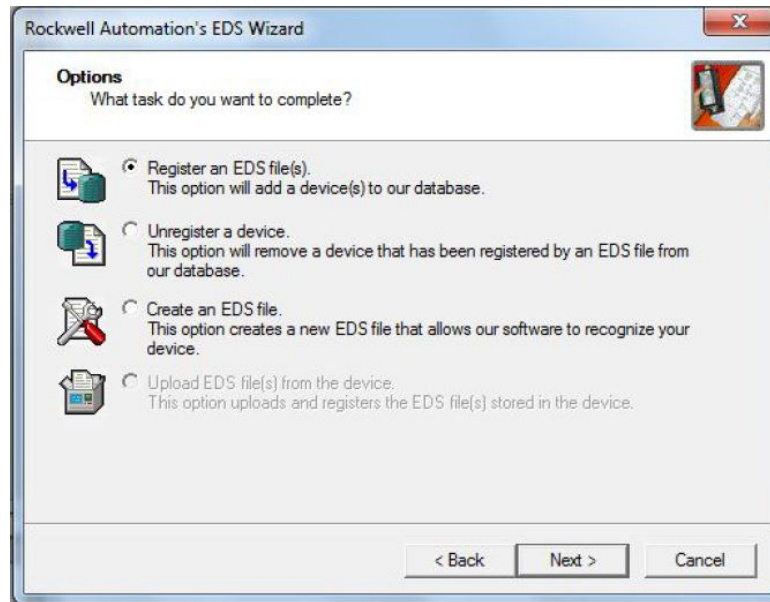 Rockwell Automation's EDS Wizard
Options
What task do you want to complete?
Register an EDS file(s).
This option will add a device(s) to our database.
Unregister a device.
This option will remove a device that has been registered by an EDS file from
our database.
Create an EDS file.
This option creates a new EDS file that allows our software to recognize your
device.
Upload EDS file(s) from the device.
This option uploads and registers the EDS file(s) stored in the device.
< Back
Next >
Cancel